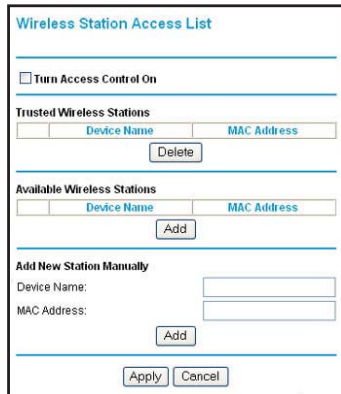 Wireless Station Access List
Turn Access Control On
Trusted Wireless Stations
Device Name MAC Address
Delete
Available Wireless Stations
Device Name MAC Address
Add
Add New Station Manually
Device Name:
MAC Address:
Add
Apply Cancel